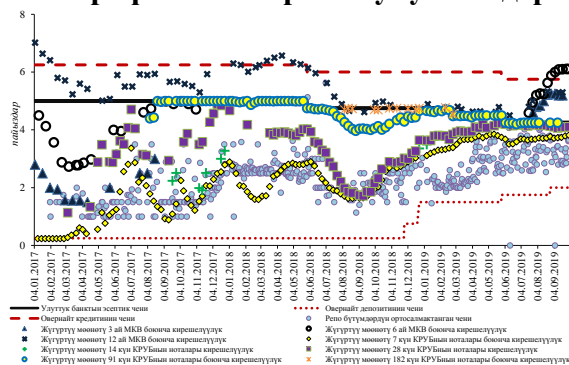 8
6
4
2
0
пайыздар
04.01.2017
04.02.2017
04.03.2017
04.04.2017
04.05.2017
04.06.2017
04.07.2017
04.08.2017
04.09.2017
04.10.2017
04.11.2017
04.12.2017
04.01.2018
04.02.2018
04.03.2018
04.04.2018
04.05.2018
04.06.2018
04.07.2018
04.08.2018
04.09.2018
04.10.2018
04.11.2018
04.12.2018
04.01.2019
04.02.2019
04.03.2019
04.04.2019
04.05.2019
04.06.2019
04.07.2019
04.08.2019
04.09.2019
Улуттук банктын эсептик чени
Овернайт депозитинин чени
Овернайт кредитинин чени
Репо бүтүмдөрдүн ортосалмактанган чени
Жүгүртүү мөөнөтү 3 ай МКВ боюнча кирешелүүлүк
Жүгүртүү мөөнөтү 6 ай МКВ боюнча кирешелүүлүк
Жүгүртүү мөөнөтү 12 ай МКВ боюнча кирешелүүлүк
Жүгүртүү мөөнөтү 7 күн КРУБнын ноталары боюнча кирешелүүлүк
Жүгүртүү мөөнөтү 14 күн КРУБнын ноталары кирешелүүлүк
Жүгүртүү мөөнөтү 28 күн КРУБнын ноталары кирешелүүлүк
Жүгүртүү мөөнөтү 91 күн КРУБнын ноталары боюнча кирешелүүлүк
Жүгүртүү мөөнөтү 182 күн КРУБнын ноталары боюнча кирешелүүлүк